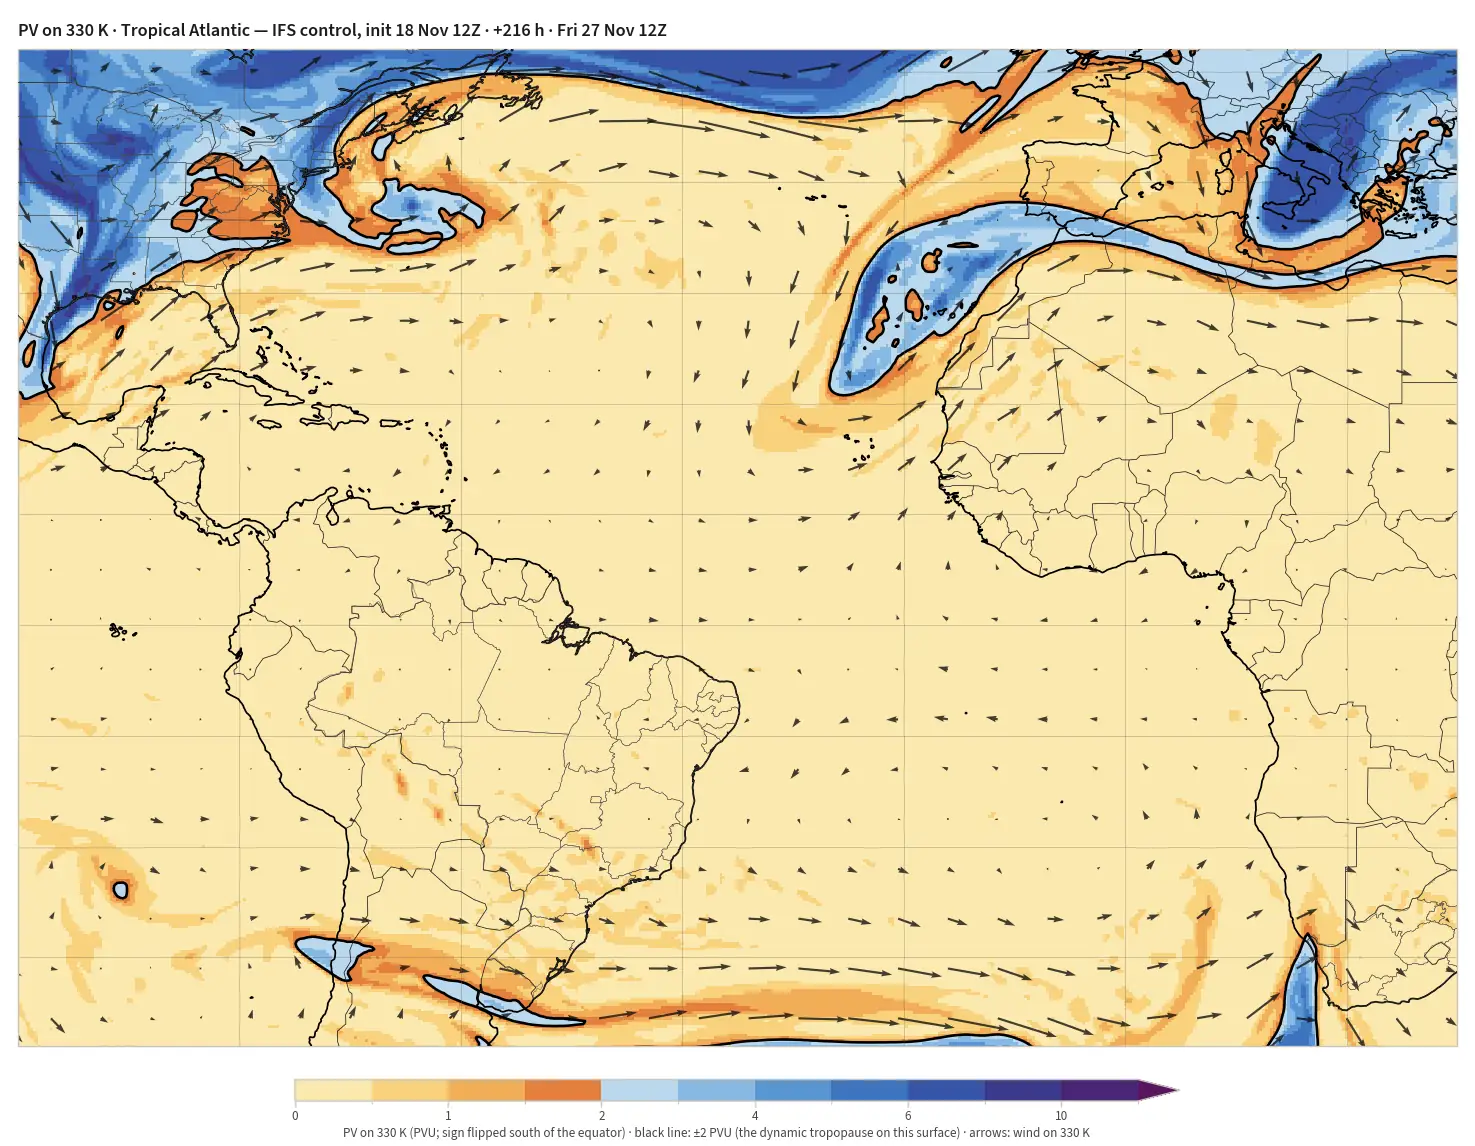 PV on 330 K · Tropical Atlantic — IFS control, init 18 Nov 12Z · +216 h · Fri 27 Nov 12Z
0 1 2 4 6 8 10
PV on 330 K (PVU; sign flipped south of the equator) · black line: ±2 PVU (the dynamic tropopause on this surface) · arrows: wind on 330 K